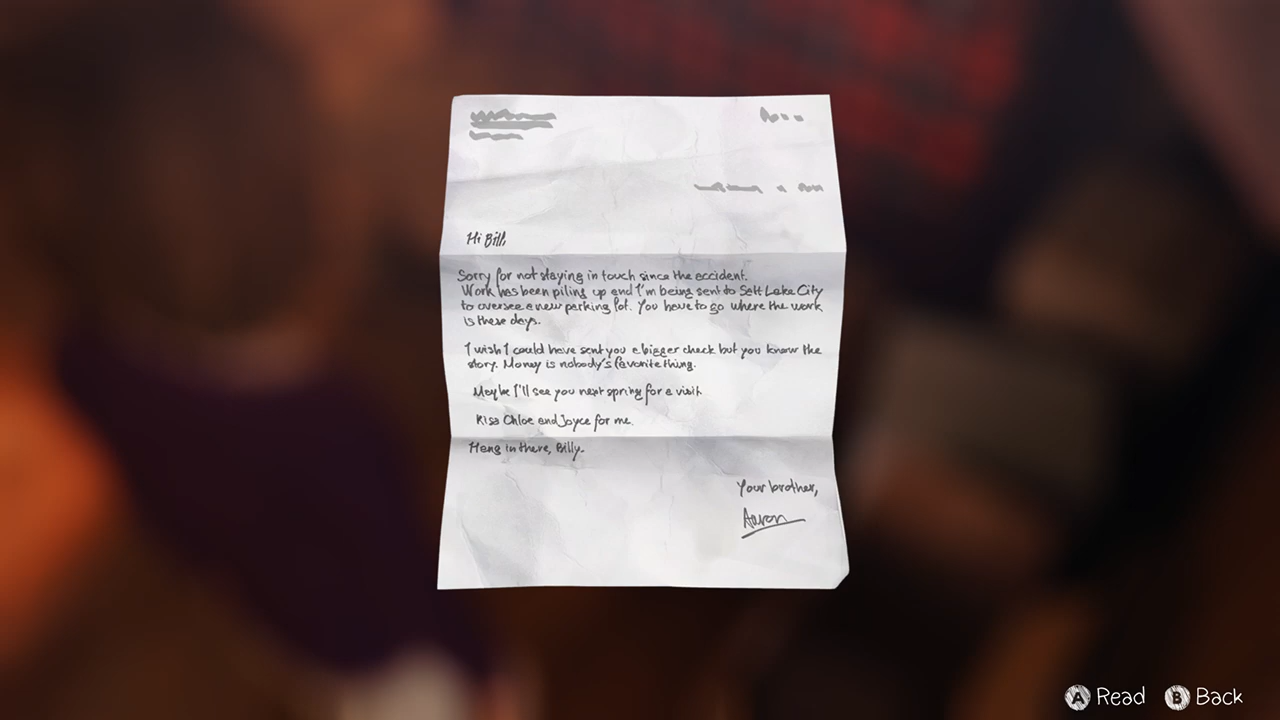 Hi Bill,
Sorry for not staying in touch since the accident.
Work has been piling up and I'm being sent to Salt Lake City
to oversee a new parking lot. You have to go where the work
is these days.
I wish I could have sent you a bigger check but you know the
story. Money is nobody's favorite thing.
Maybe I'll see you next spring for a visit.
Kiss Chloe and Joyce for me.
Hang in there, Billy.
Your brother,
Aaron
A Read B Back